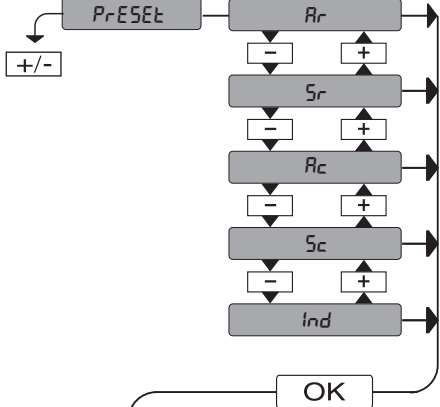 PrESEt
Ar
+/-
- +
Sr
- +
Ac
- +
Sc
- +
Ind
OK